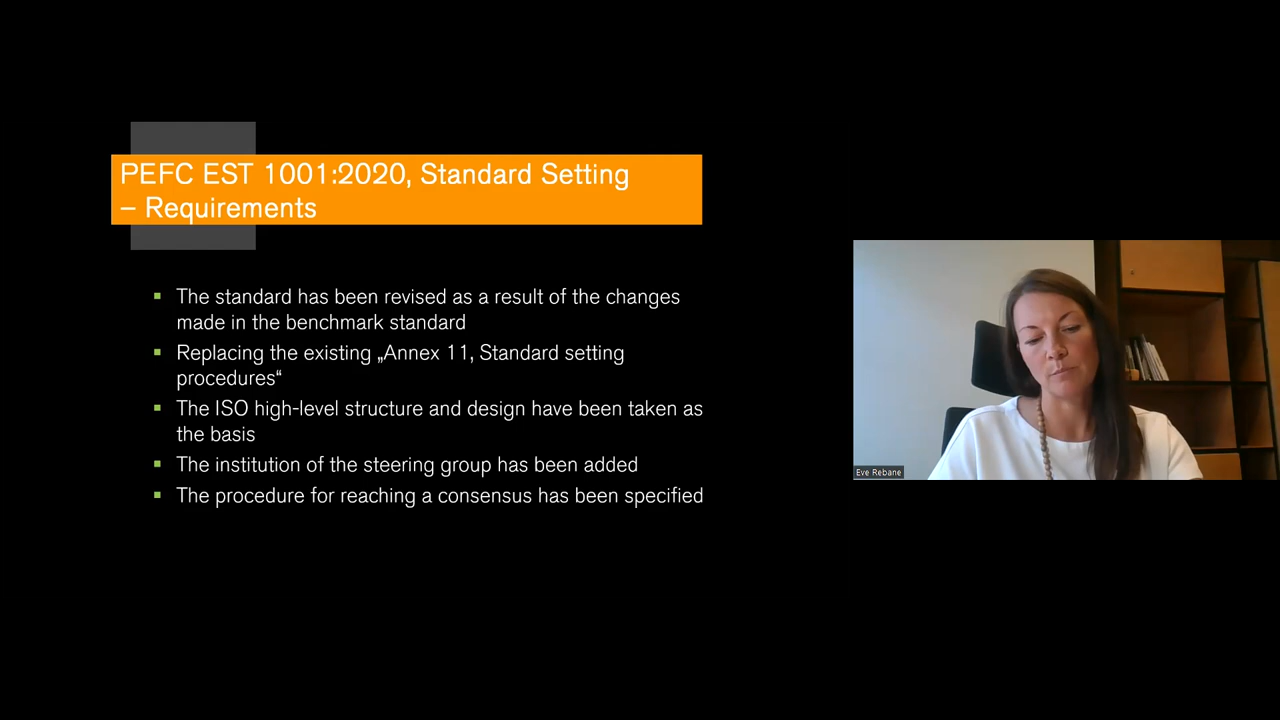 PEFC EST 1001:2020, Standard Setting
– Requirements
▪ The standard has been revised as a result of the changes
made in the benchmark standard
▪ Replacing the existing „Annex 11, Standard setting
procedures“
▪ The ISO high-level structure and design have been taken as
the basis
▪ The institution of the steering group has been added
▪ The procedure for reaching a consensus has been specified
Eve Rebane